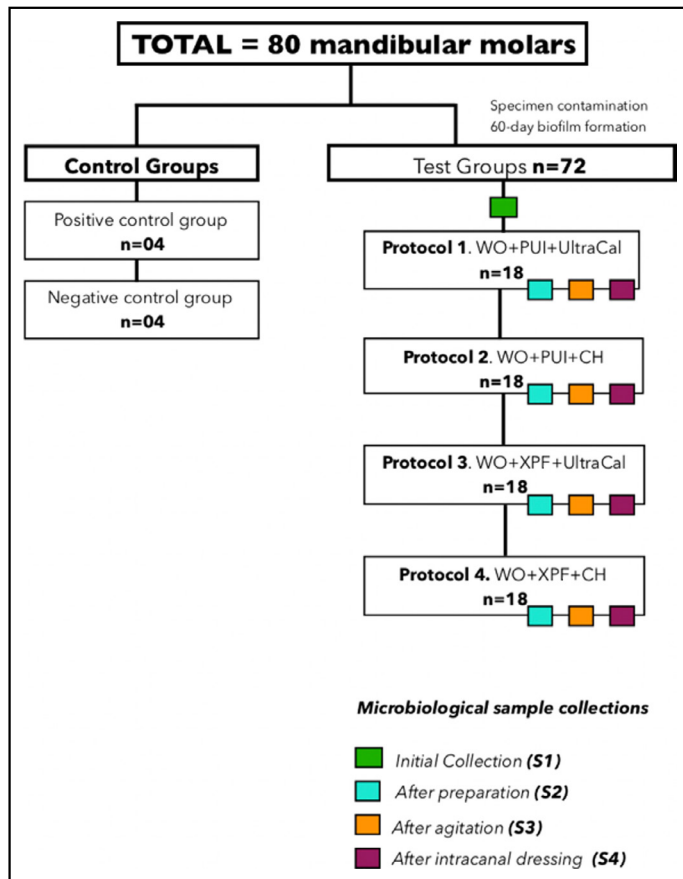 TOTAL = 80 mandibular molars
Specimen contamination
60-day biofilm formation
Control Groups
Positive control group
n=04
Negative control group
n=04
Test Groups n=72
Protocol 1. WO+PUI+UltraCal
n=18
Protocol 2. WO+PUI+CH
n=18
Protocol 3. WO+XPF+UltraCal
n=18
Protocol 4. WO+XPF+CH
n=18
Microbiological sample collections
Initial Collection (S1)
After preparation (S2)
After agitation (S3)
After intracanal dressing (S4)